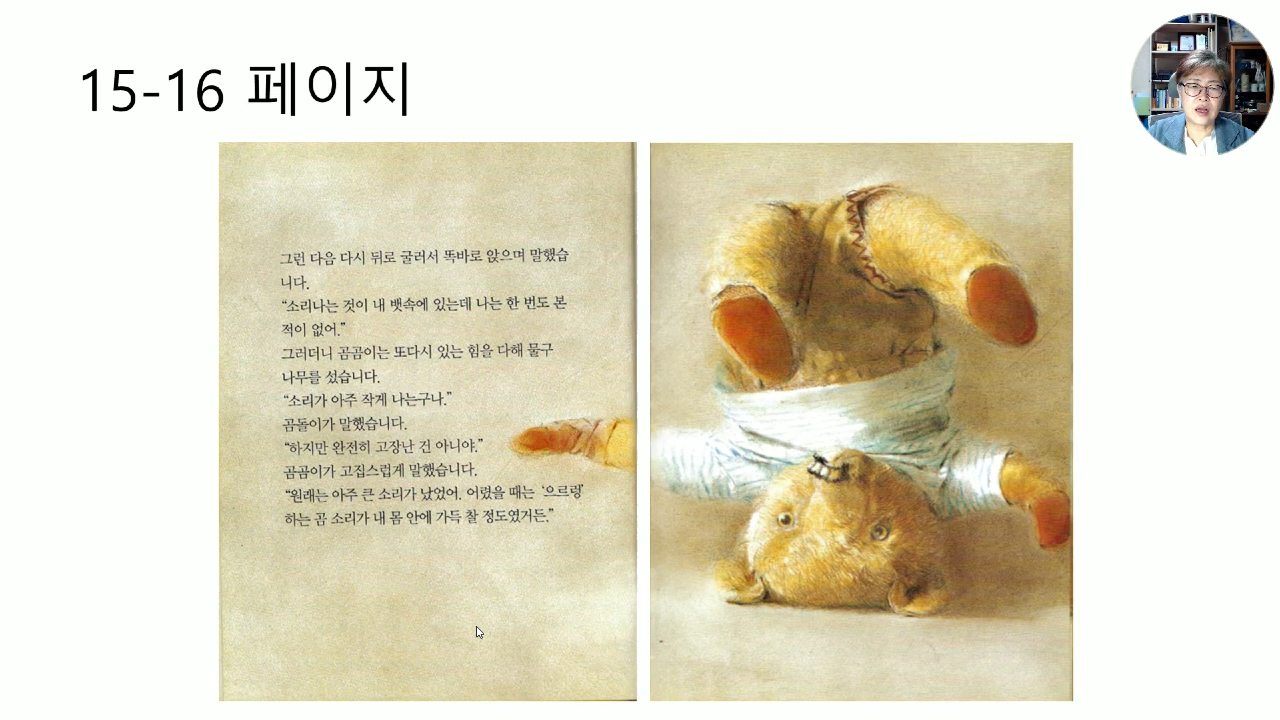 15-16 페이지
그런 다음 다시 뒤로 굴러서 똑바로 앉으며 말했습
니다.
“소리나는 것이 내 뱃속에 있는데 나는 한 번도 본
적이 없어.”
그러더니 곰곰이는 또다시 있는 힘을 다해 물구
나무를 섰습니다.
“소리가 아주 작게 나는구나.”
곰돌이가 말했습니다.
“하지만 완전히 고장난 건 아니야.”
곰곰이가 고집스럽게 말했습니다.
“원래는 아주 큰 소리가 났었어. 어렸을 때는 ‘으르렁’
하는 곰 소리가 내 몸 안에 가득 찰 정도였거든.”